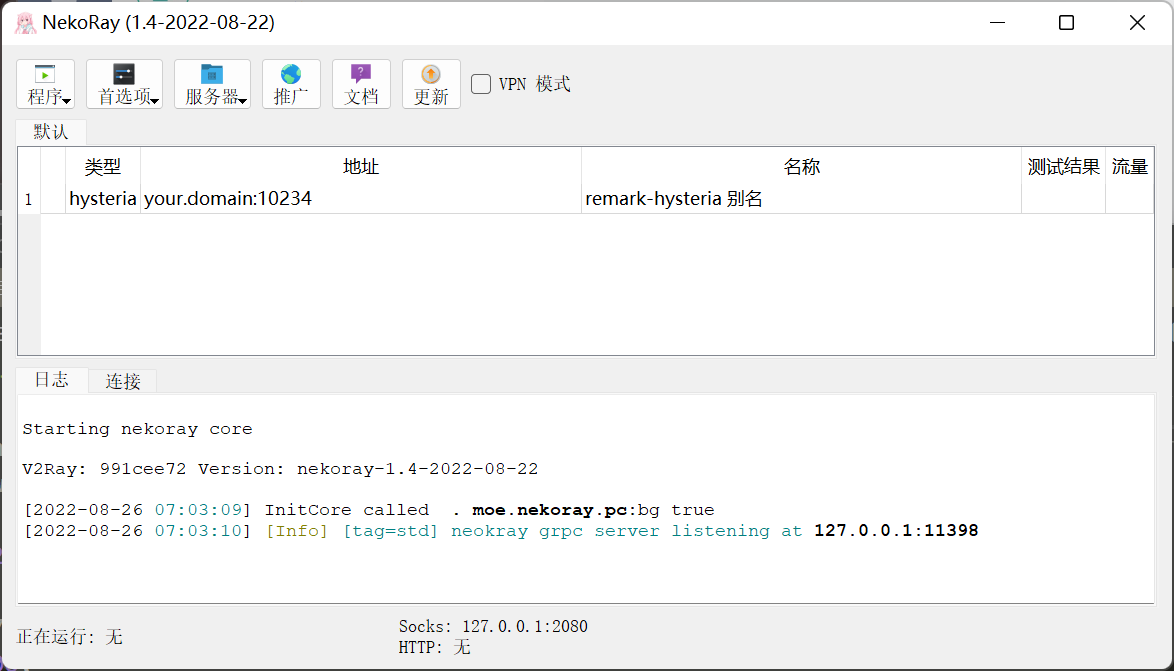 NekoRay (1.4-2022-08-22)
程序 首选项 服务器 推广 文档 更新 VPN 模式
默认
类型 地址 名称 测试结果 流量
1 hysteria your.domain:10234 remark-hysteria 别名
日志 连接
Starting nekoray core
V2Ray: 991cee72 Version: nekoray-1.4-2022-08-22
[2022-08-26 07:03:09] InitCore called . moe.nekoray.pc:bg true
[2022-08-26 07:03:10] [Info] [tag=std] neokray grpc server listening at 127.0.0.1:11398
正在运行: 无
Socks: 127.0.0.1:2080
HTTP: 无